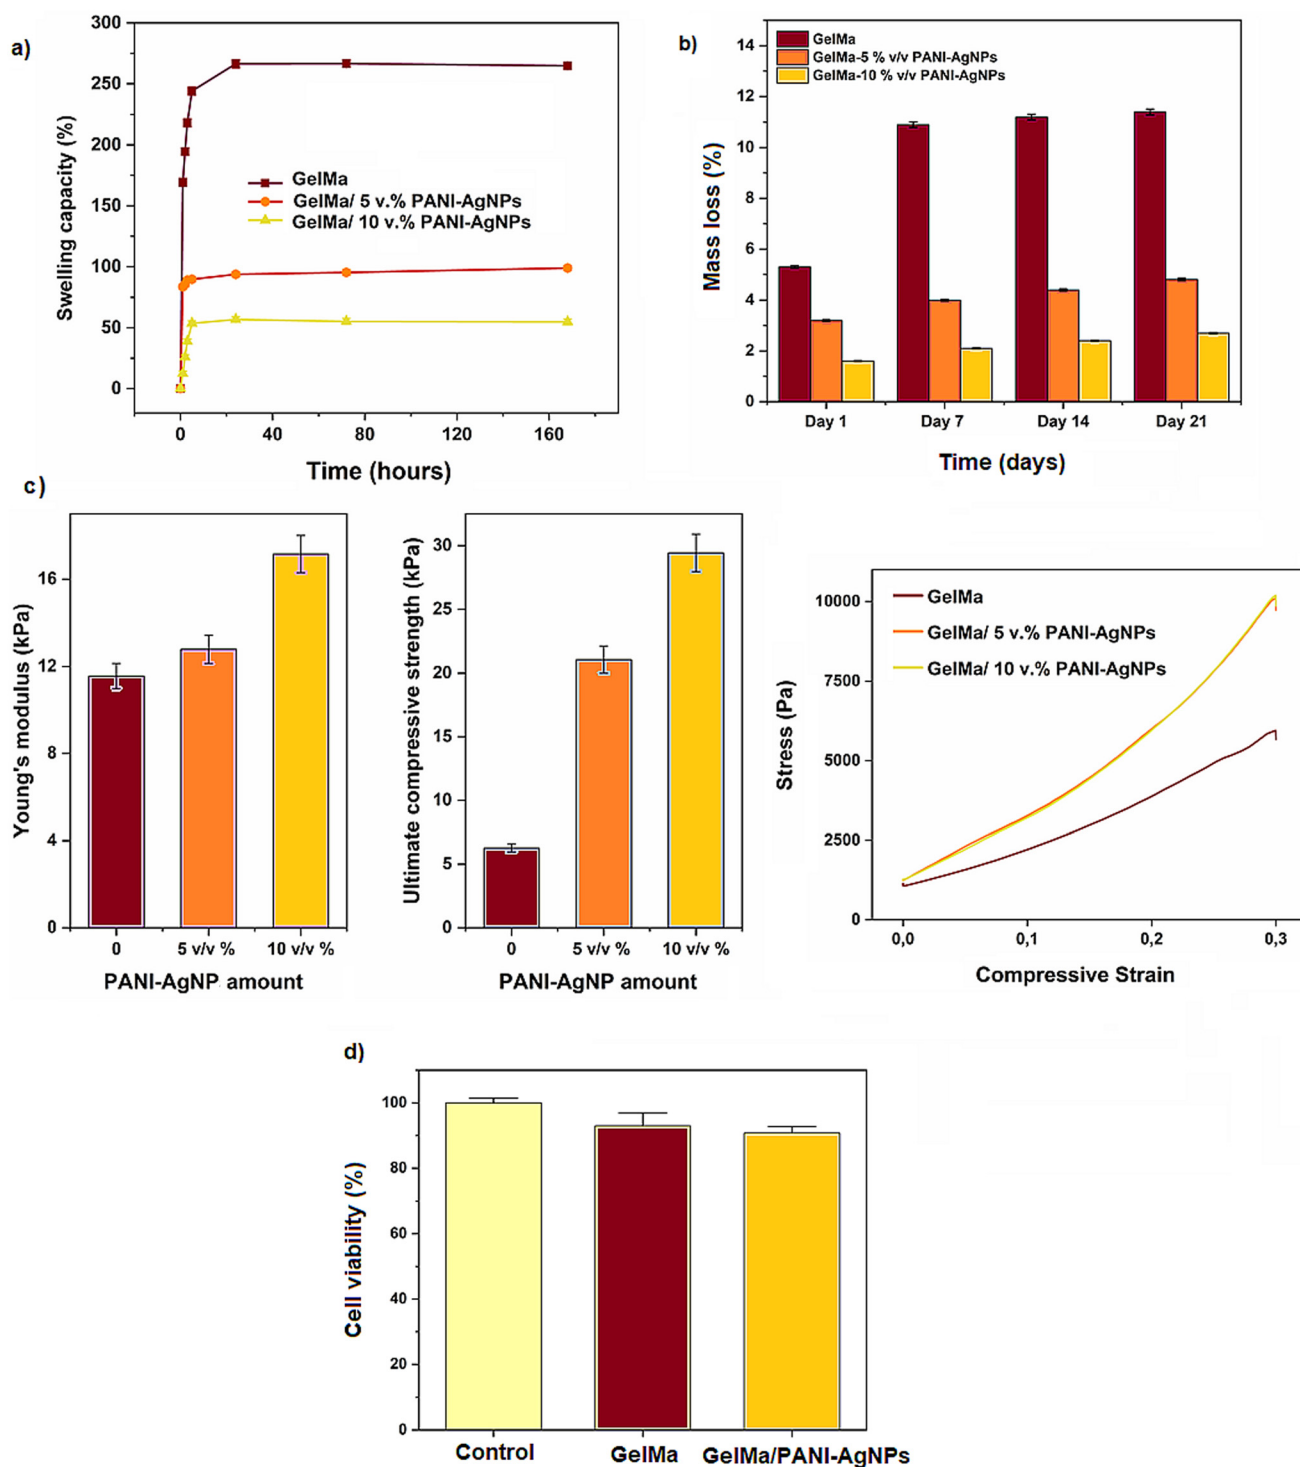 a)
300
250
200
150
100
50
0
Swelling capacity (%)
GelMa
GelMa/ 5 v.% PANI-AgNPs
GelMa/ 10 v.% PANI-AgNPs
0 40 80 120 160
Time (hours)
b)
14
12
10
8
6
4
2
0
Mass loss (%)
GelMa
GelMa-5 % v/v PANI-AgNPs
GelMa-10 % v/v PANI-AgNPs
Day 1 Day 7 Day 14 Day 21
Time (days)
c)
16
12
8
4
0
Young's modulus (kPa)
0 5 v/v % 10 v/v %
PANI-AgNP amount
30
25
20
15
10
5
0
Ultimate compressive strength (kPa)
0 5 v/v % 10 v/v %
PANI-AgNP amount
10000
7500
5000
2500
0
Stress (Pa)
GelMa
GelMa/ 5 v.% PANI-AgNPs
GelMa/ 10 v.% PANI-AgNPs
0,0 0,1 0,2 0,3
Compressive Strain
d)
100
80
60
40
20
0
Cell viability (%)
Control GelMa GelMa/PANI-AgNPs